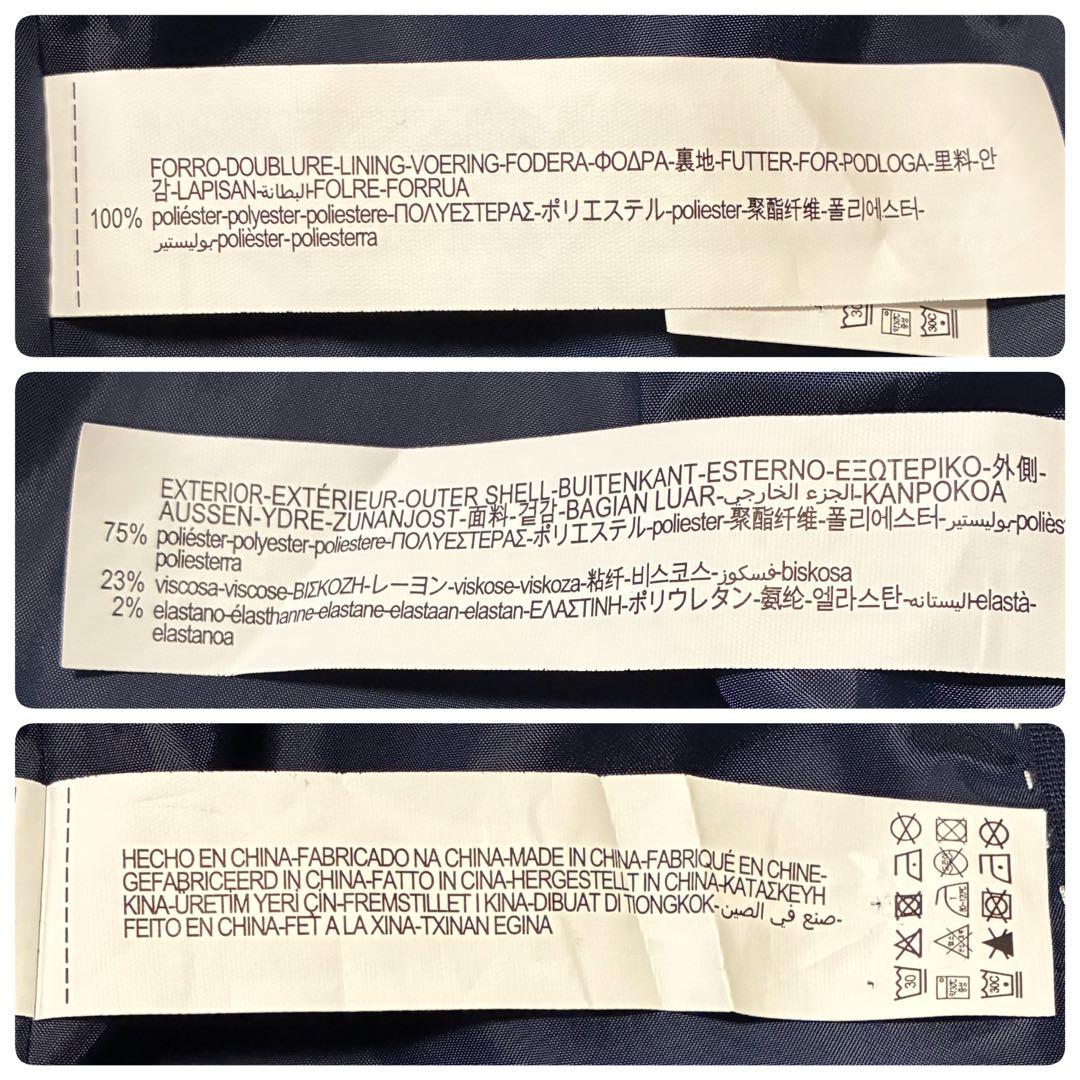 FORRO-DOUBLURE-LINING-VOERING-FODERA-ΦΟΔΡΑ-裏地-FUTTER-FOR-PODLOGA-里料-안
감-LAPISAN-البطانة-FOLRE-FORRUA
100% poliéster-polyester-poliestere-ΠΟΛΥΕΣΤΕΡΑΣ-ポリエステル-poliester-聚酯纤维-폴리에스터-
بوليستير-polièster-poliesterra
30
30C
EXTERIOR-EXTÉRIEUR-OUTER SHELL-BUITENKANT-ESTERNO-ΕΞΩΤΕΡΙΚΟ-外側-
AUSSEN-YDRE-ZUNANJOST-面料-겉감-BAGIAN LUAR-الجزء الخارجي-KANPOKOA
75% poliéster-polyester-poliestere-ΠΟΛΥΕΣΤΕΡΑΣ-ポリエステル-poliester-聚酯纤维-폴리에스터-بوليستير-polièst
poliesterra
23% viscosa-viscose-ΒΙΣΚΟΖΗ-レーヨン-viskose-viskoza-粘纤-비스코스-فسكوز-biskosa
2% elastano-élasthanne-elastane-elastaan-elastan-ΕΛΑΣΤΙΝΗ-ポリウレタン-氨纶-엘라스탄-اليستانه-elastà-
elastanoa
HECHO EN CHINA-FABRICADO NA CHINA-MADE IN CHINA-FABRIQUÉ EN CHINE-
GEFABRICEERD IN CHINA-FATTO IN CINA-HERGESTELLT IN CHINA-ΚΑΤΑΣΚΕΥΗ
ΚΙΝΑ-ÜRETİM YERİ ÇİN-FREMSTILLET I KINA-DIBUAT DI TIONGKOK-صنع في الصين-
FEITO EN CHINA-FET A LA XINA-TXINAN EGINA
30
30C